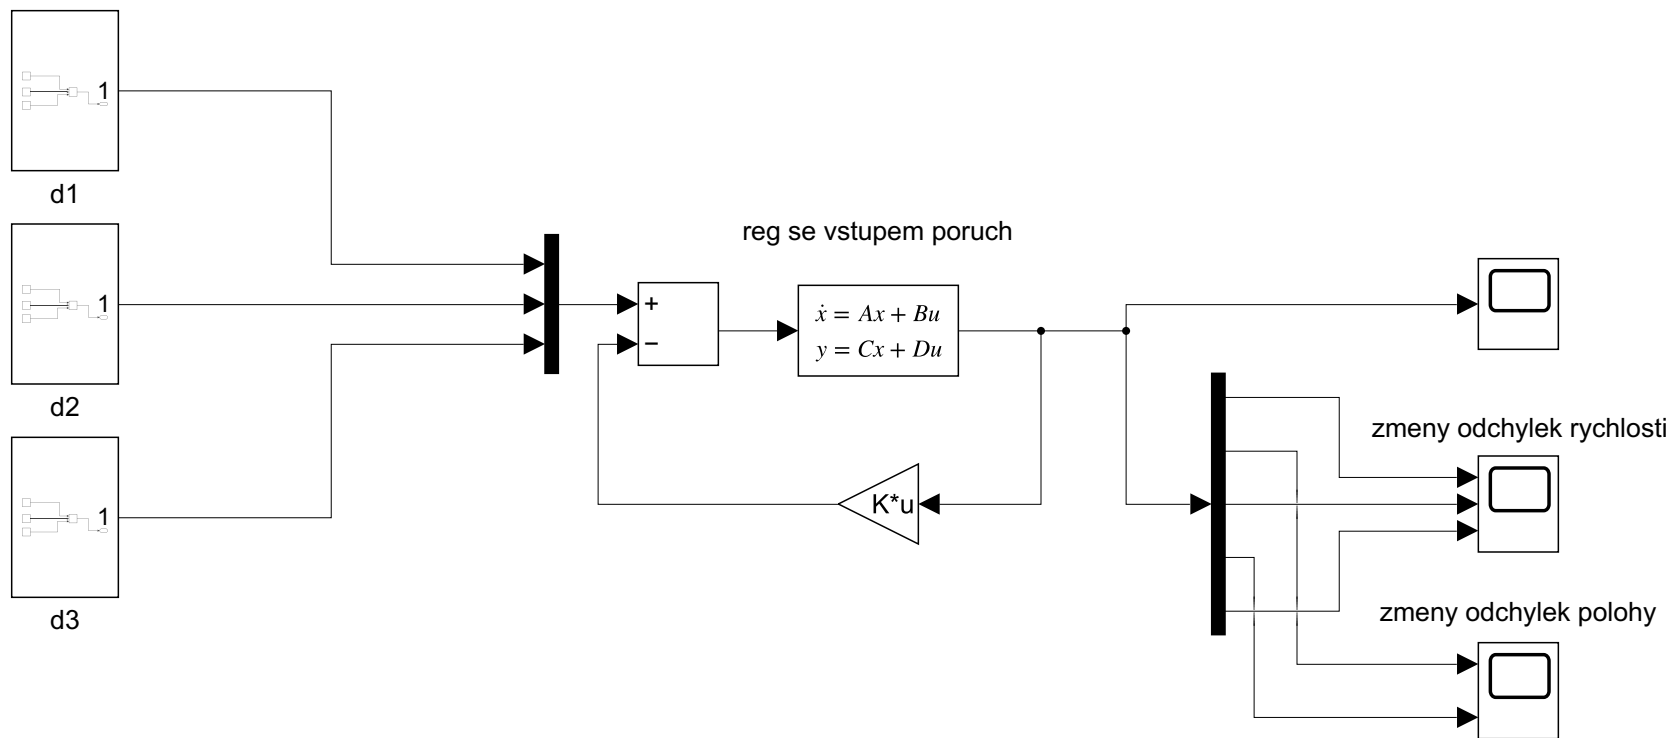 1
d1
1
d2
1
d3
reg se vstupem poruch
+
−
ẋ = Ax + Bu
y = Cx + Du
K*u
zmeny odchylek rychlosti
zmeny odchylek polohy